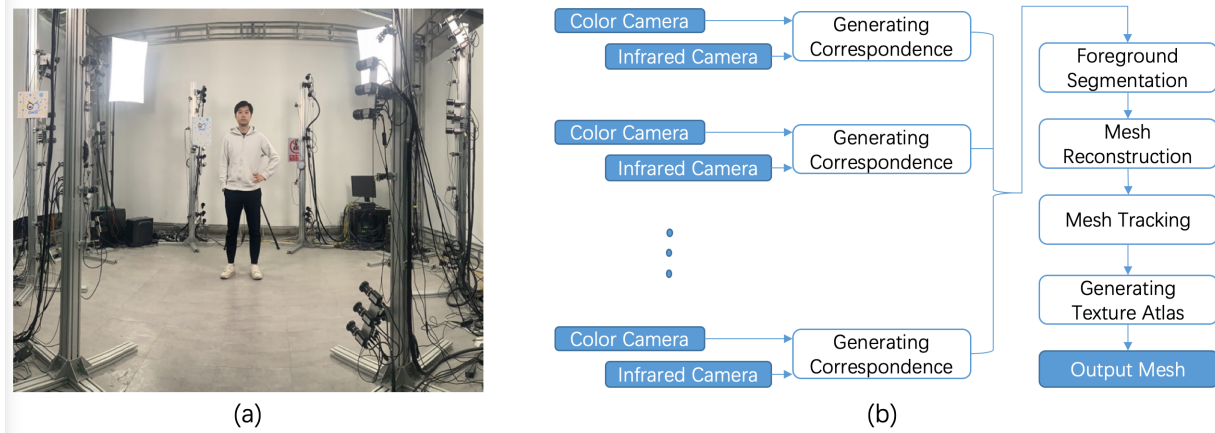 Color Camera
Infrared Camera
Generating
Correspondence
Color Camera
Infrared Camera
Generating
Correspondence
Color Camera
Infrared Camera
Generating
Correspondence
Foreground
Segmentation
Mesh
Reconstruction
Mesh Tracking
Generating
Texture Atlas
Output Mesh
(a)
(b)